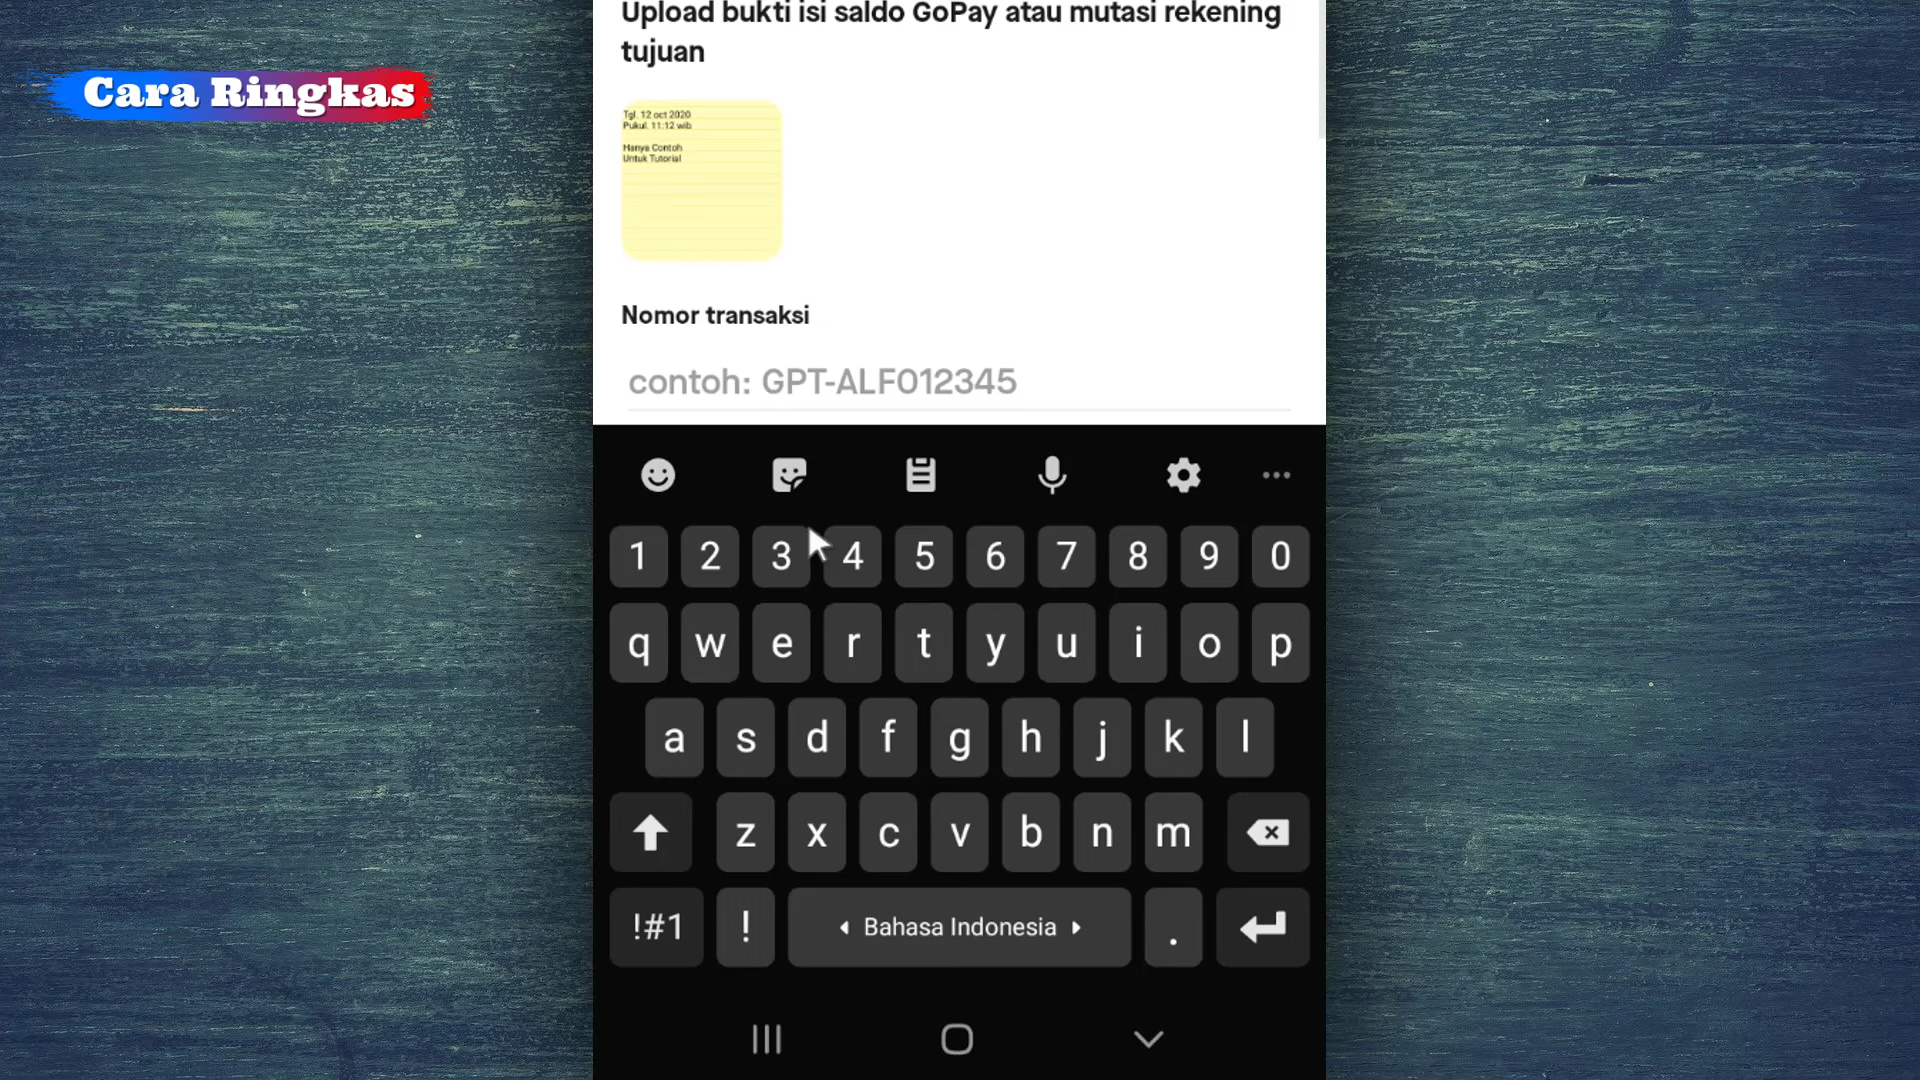 Upload bukti isi saldo GoPay atau mutasi rekening
tujuan
Cara Ringkas
Tgl. 12 oct 2020
Pukul. 11:12 wib
Hanya Contoh
Untuk Tutorial
Nomor transaksi
contoh: GPT-ALF012345
1 2 3 4 5 6 7 8 9 0
q w e r t y u i o p
a s d f g h j k l
z x c v b n m
!#1 ! Bahasa Indonesia .